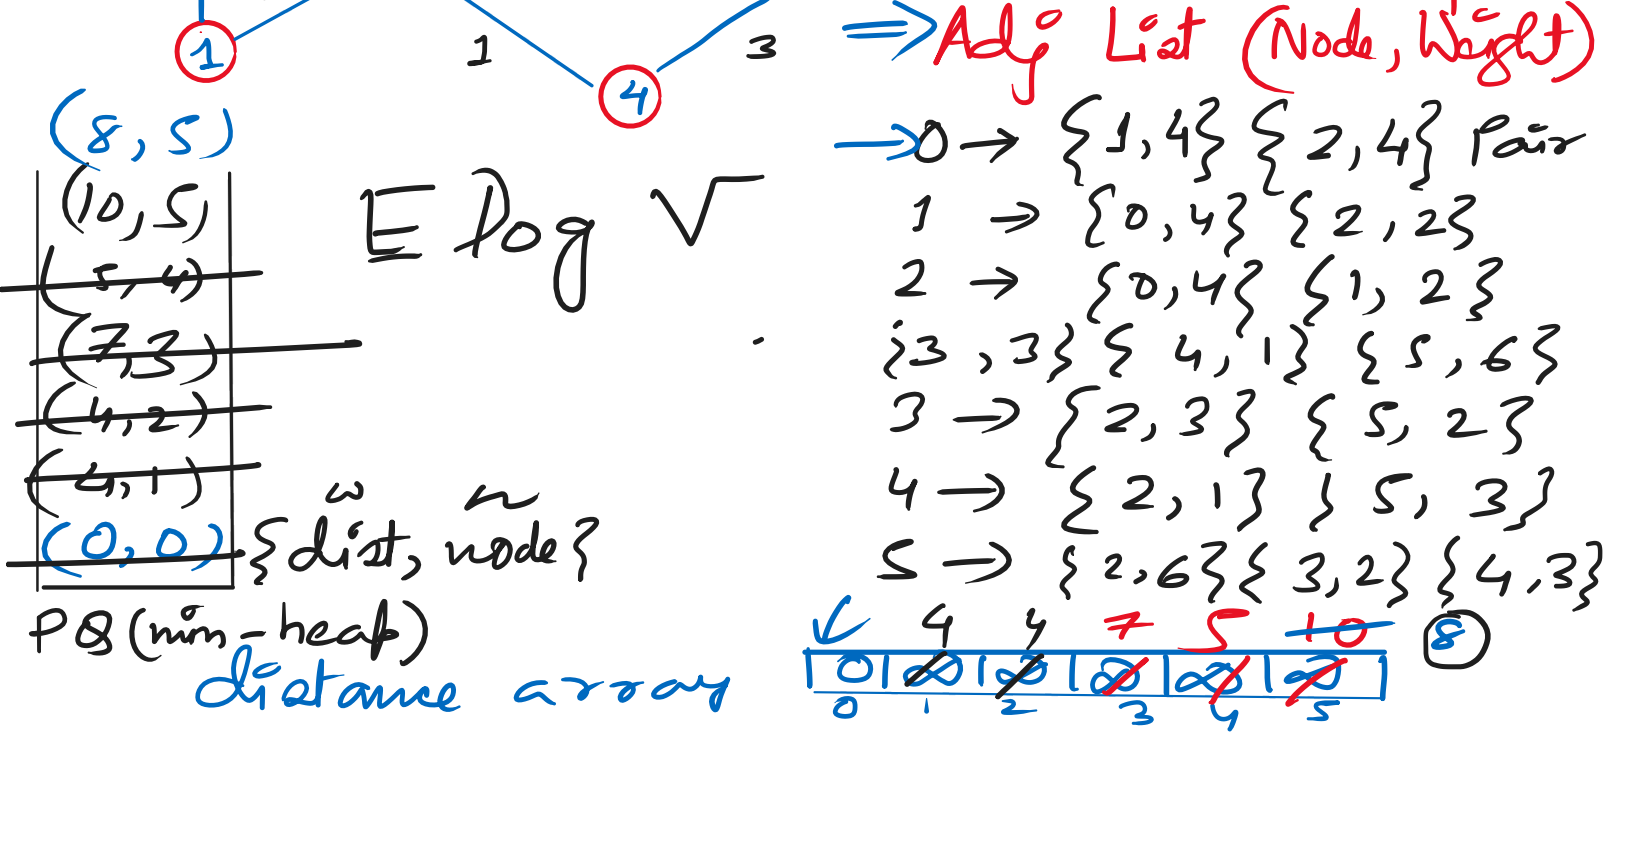 1
1
4
3
⇒ Adj List (Node, Weight)
→ 0 → {1,4} {2,4} Pair
1 → {0,4} {2,2}
2 → {0,4} {1,2}
{3,3} {4,1} {5,6}
3 → {2,3} {5,2}
4 → {2,1} } 5,3}
5 → {2,6} {3,2} {4,3}
(8,5)
(10,5)
(5,4)
(7,3)
(4,2)
(4,1)
(0,0) {dist, node}
w n
PQ (min-heap)
E log V
distance array
4 4 7 5 10 8
0 ∞ ∞ ∞ ∞ ∞
0 1 2 3 4 5